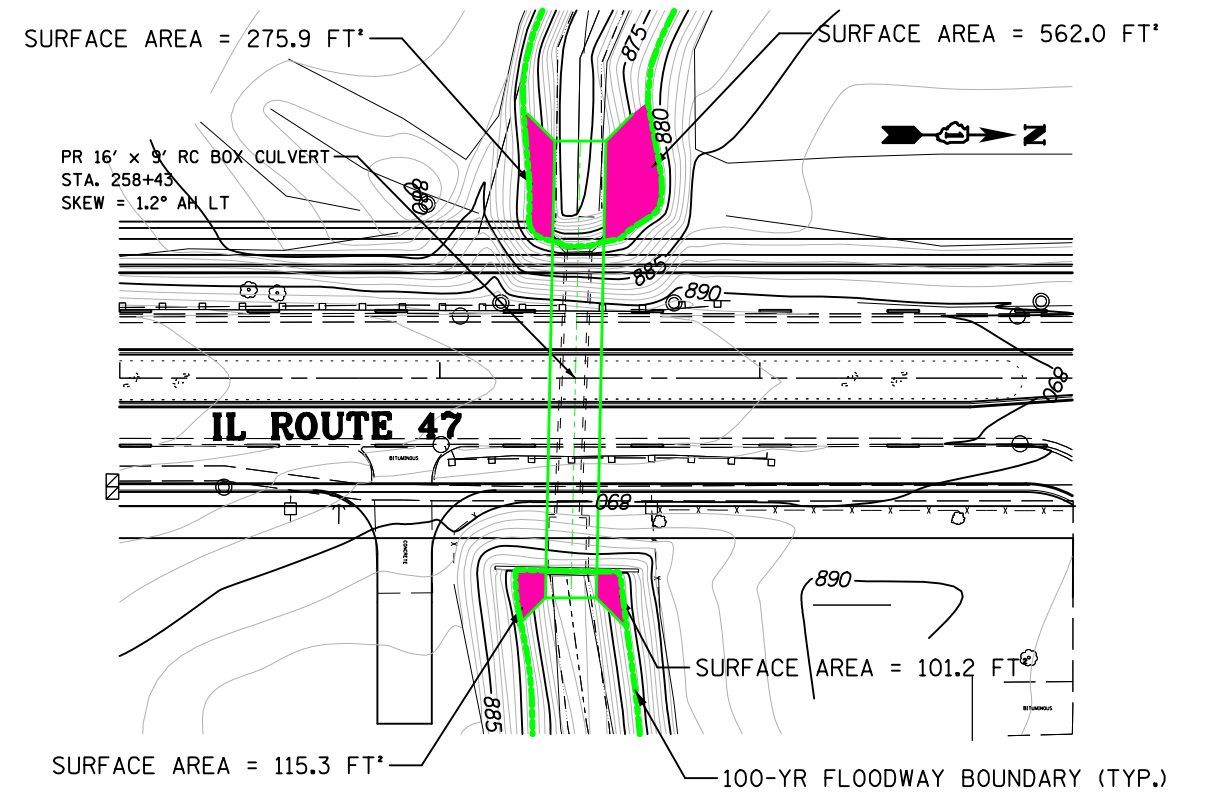 SURFACE AREA = 275.9 FT²
SURFACE AREA = 562.0 FT²
875
880
N
PR 16' x 9' RC BOX CULVERT
STA. 258+43
SKEW = 1.2° AH LT
880
885
890
890
IL ROUTE 47
BITUMINOUS
890
CONCRETE
890
SURFACE AREA = 101.2 FT²
885
BITUMINOUS
SURFACE AREA = 115.3 FT²
100-YR FLOODWAY BOUNDARY (TYP.)